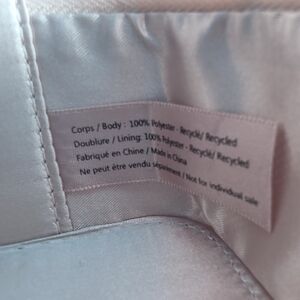 Corps / Body : 100% Polyester - Recyclé/ Recycled
Doublure / Lining: 100% Polyester - Recyclé/ Recycled
Fabriqué en Chine / Made in China
Ne peut être vendu séparement / Not for individual sale